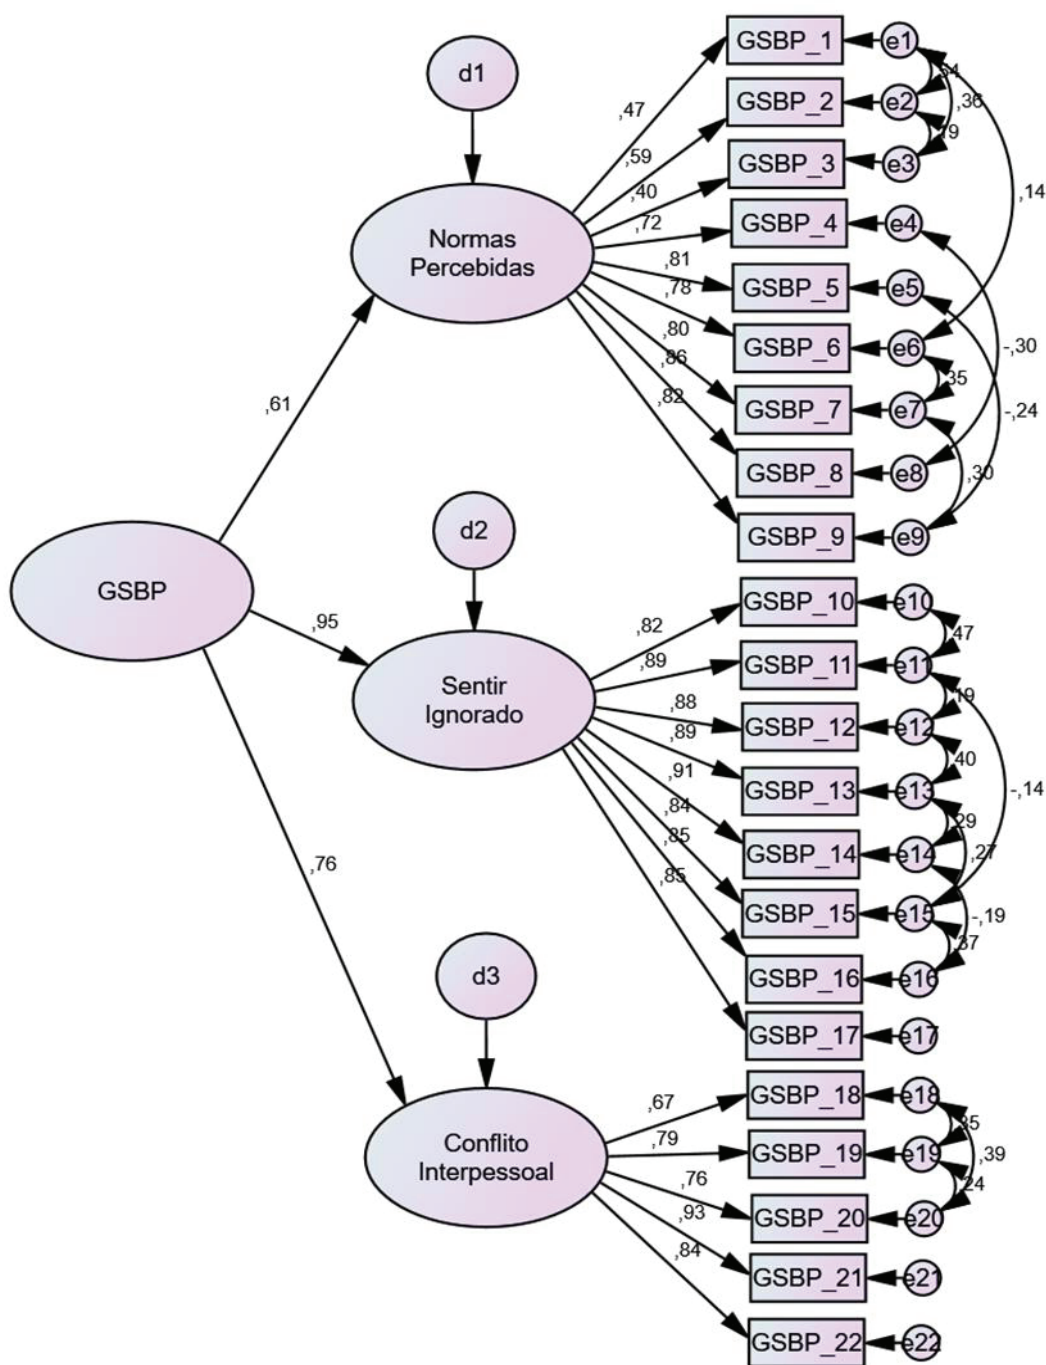 GSBP_1
e1
d1
,54
GSBP_2
e2
,36
,47
,19
,59
GSBP_3
e3
,40
,14
,72
GSBP_4
e4
Normas
Percebidas
,81
GSBP_5
e5
,78
,80
GSBP_6
e6
-,30
,86
,35
,61
,82
GSBP_7
e7
-,24
GSBP_8
e8
,30
d2
GSBP_9
e9
GSBP
GSBP_10
e10
,95
,82
,47
,89
GSBP_11
e11
Sentir
Ignorado
,88
,19
,89
GSBP_12
e12
,91
,40
,84
GSBP_13
e13
-,14
,85
,29
,76
,85
GSBP_14
e14
,27
GSBP_15
e15
-,19
,37
d3
GSBP_16
e16
GSBP_17
e17
GSBP_18
e18
,67
,35
,79
GSBP_19
e19
,39
Conflito
Interpessoal
,76
,24
,93
GSBP_20
e20
,84
GSBP_21
e21
GSBP_22
e22